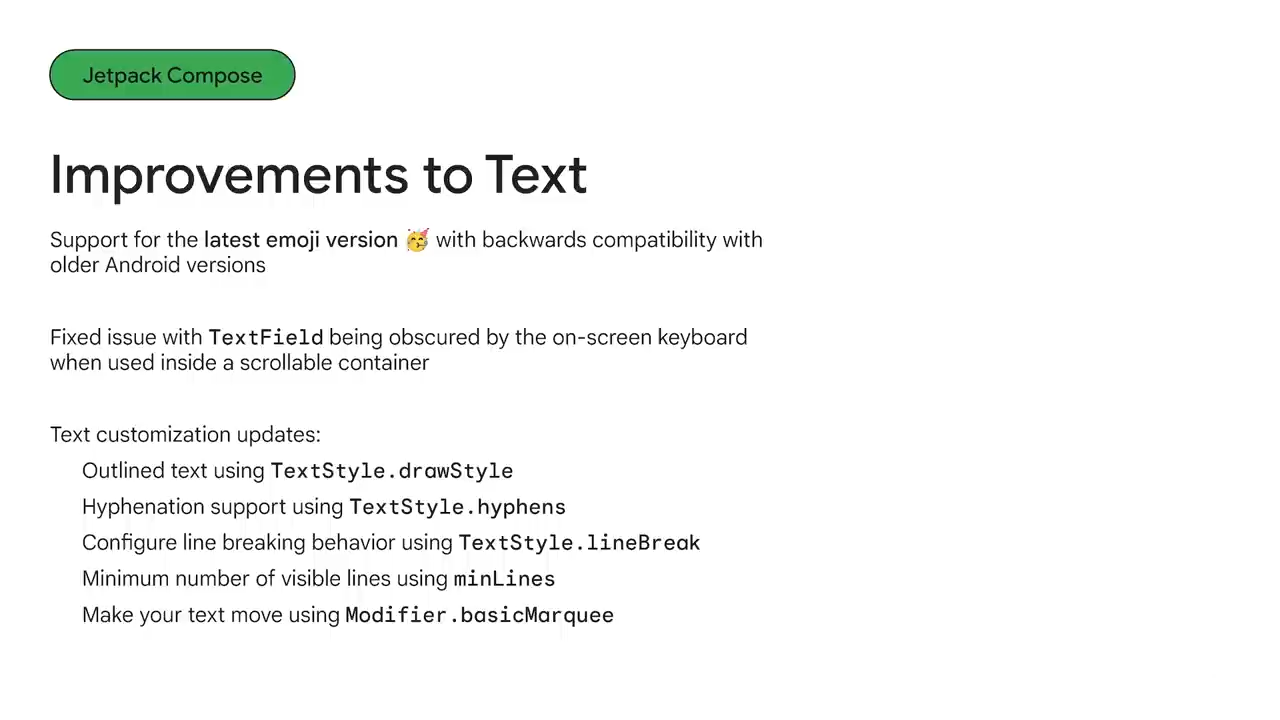 Jetpack Compose
Improvements to Text
Support for the latest emoji version 🥳 with backwards compatibility with
older Android versions
Fixed issue with TextField being obscured by the on-screen keyboard
when used inside a scrollable container
Text customization updates:
Outlined text using TextStyle.drawStyle
Hyphenation support using TextStyle.hyphens
Configure line breaking behavior using TextStyle.lineBreak
Minimum number of visible lines using minLines
Make your text move using Modifier.basicMarquee